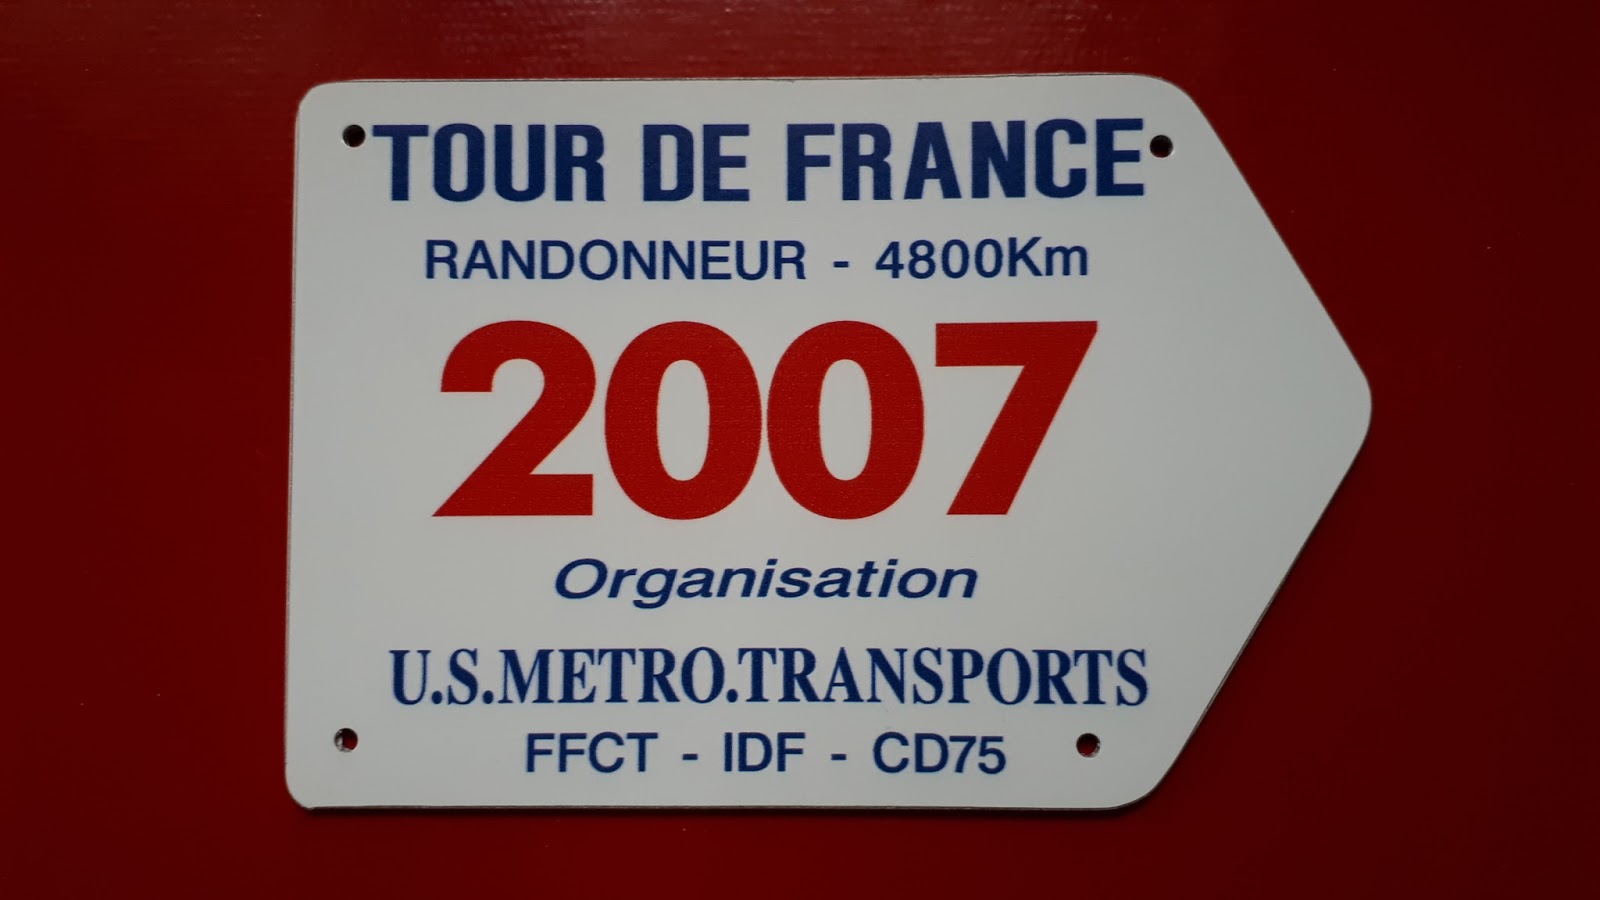 TOUR DE FRANCE
RANDONNEUR - 4800Km
2007
Organisation
U.S.METRO.TRANSPORTS
FFCT - IDF - CD75